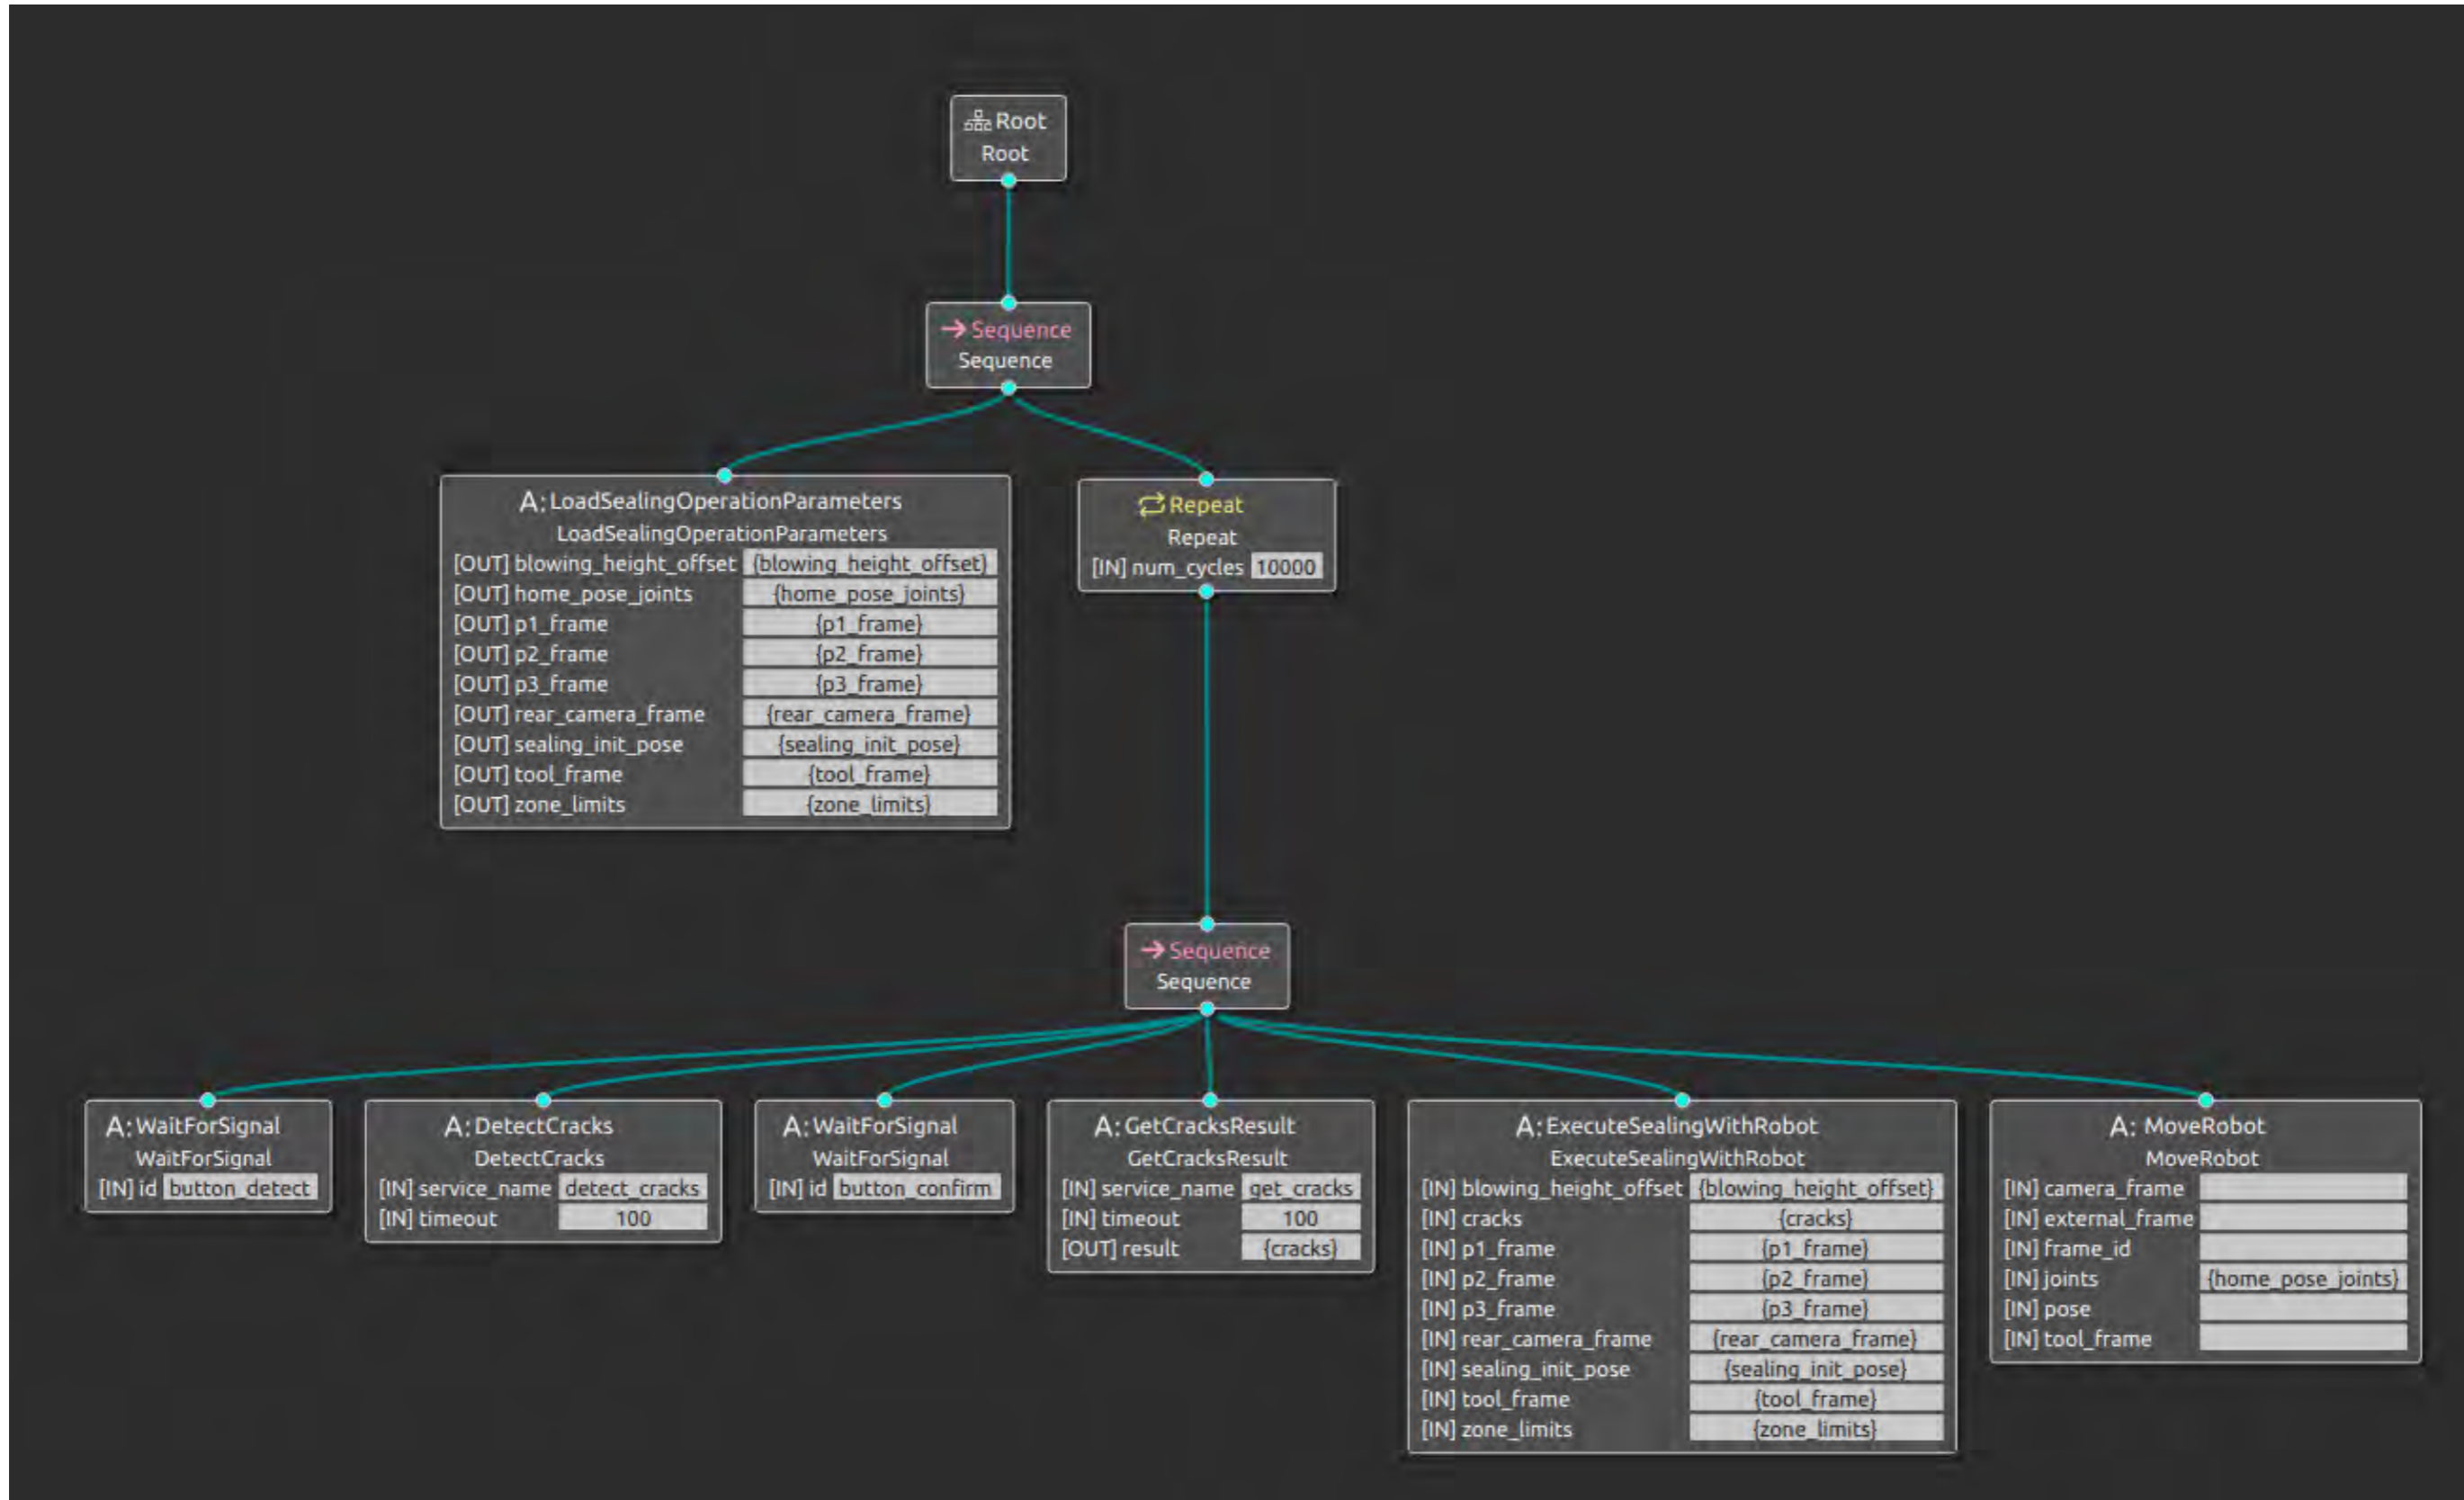 Root
Root
Sequence
Sequence
A: LoadSealingOperationParameters
LoadSealingOperationParameters
[OUT] blowing_height_offset {blowing_height_offset}
[OUT] home_pose_joints {home_pose_joints}
[OUT] p1_frame {p1_frame}
[OUT] p2_frame {p2_frame}
[OUT] p3_frame {p3_frame}
[OUT] rear_camera_frame {rear_camera_frame}
[OUT] sealing_init_pose {sealing_init_pose}
[OUT] tool_frame {tool_frame}
[OUT] zone_limits {zone_limits}
Repeat
Repeat
[IN] num_cycles 10000
Sequence
Sequence
A: WaitForSignal
WaitForSignal
[IN] id button_detect
A: DetectCracks
DetectCracks
[IN] service_name detect_cracks
[IN] timeout 100
A: WaitForSignal
WaitForSignal
[IN] id button_confirm
A: GetCracksResult
GetCracksResult
[IN] service_name get_cracks
[IN] timeout 100
[OUT] result {cracks}
A: ExecuteSealingWithRobot
ExecuteSealingWithRobot
[IN] blowing_height_offset {blowing_height_offset}
[IN] cracks {cracks}
[IN] p1_frame {p1_frame}
[IN] p2_frame {p2_frame}
[IN] p3_frame {p3_frame}
[IN] rear_camera_frame {rear_camera_frame}
[IN] sealing_init_pose {sealing_init_pose}
[IN] tool_frame {tool_frame}
[IN] zone_limits {zone_limits}
A: MoveRobot
MoveRobot
[IN] camera_frame
[IN] external_frame
[IN] frame_id
[IN] joints {home_pose_joints}
[IN] pose
[IN] tool_frame